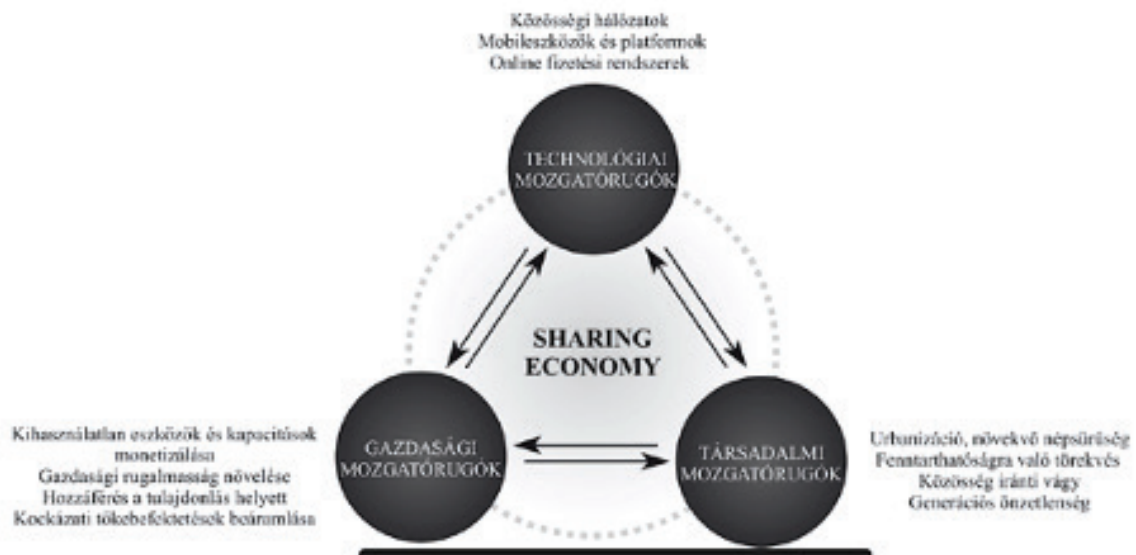 Közösségi hálózatok
Mobileszközök és platformok
Online fizetési rendszerek
TECHNOLÓGIAI
MOZGATÓRUGÓK
SHARING
ECONOMY
Kihasználatlan eszközök és kapacitások
monetizálása
Gazdasági rugalmasság növelése
Hozzáférés a tulajdonlás helyett
Kockázati tőkebefektetések beáramlása
GAZDASÁGI
MOZGATÓRUGÓK
TÁRSADALMI
MOZGATÓRUGÓK
Urbanizáció, növekvő népsűrűség
Fenntarthatóságra való törekvés
Közösség iránti vágy
Generációs önzetlenség